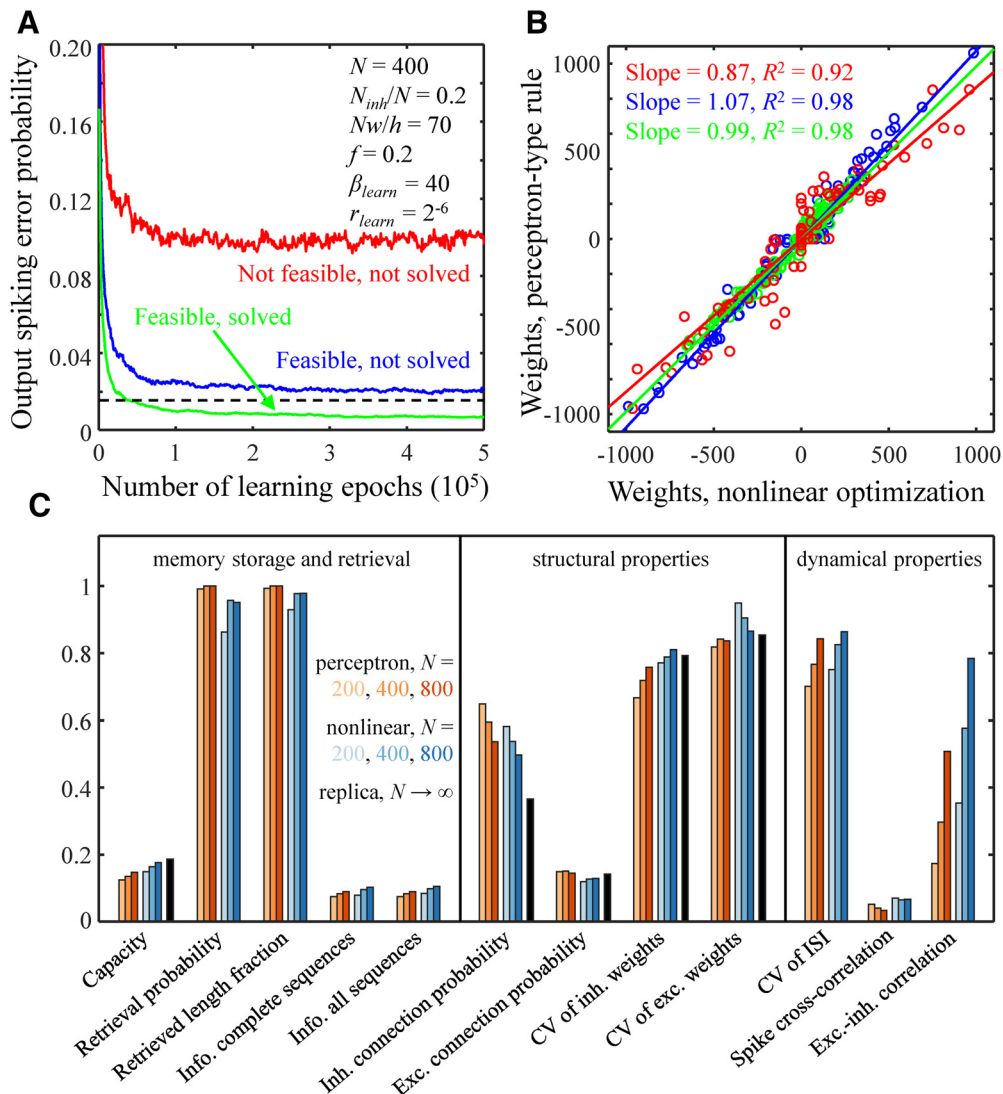 A
Output spiking error probability
0.20
0.16
0.12
0.08
0.04
0
N = 400
N_inh/N = 0.2
Nw/h = 70
f = 0.2
β_learn = 40
r_learn = 2^-6
Not feasible, not solved
Feasible, solved
Feasible, not solved
0 1 2 3 4 5
Number of learning epochs (10^5)
B
Weights, perceptron-type rule
1000
500
0
-500
-1000
Slope = 0.87, R² = 0.92
Slope = 1.07, R² = 0.98
Slope = 0.99, R² = 0.98
-1000 -500 0 500 1000
Weights, nonlinear optimization
C
memory storage and retrieval
structural properties
dynamical properties
1
0.8
0.6
0.4
0.2
0
perceptron, N =
200, 400, 800
nonlinear, N =
200, 400, 800
replica, N → ∞
Capacity
Retrieval probability
Retrieved length fraction
Info. complete sequences
Info. all sequences
Inh. connection probability
Exc. connection probability
CV of inh. weights
CV of exc. weights
CV of ISI
Spike cross-correlation
Exc.-inh. correlation